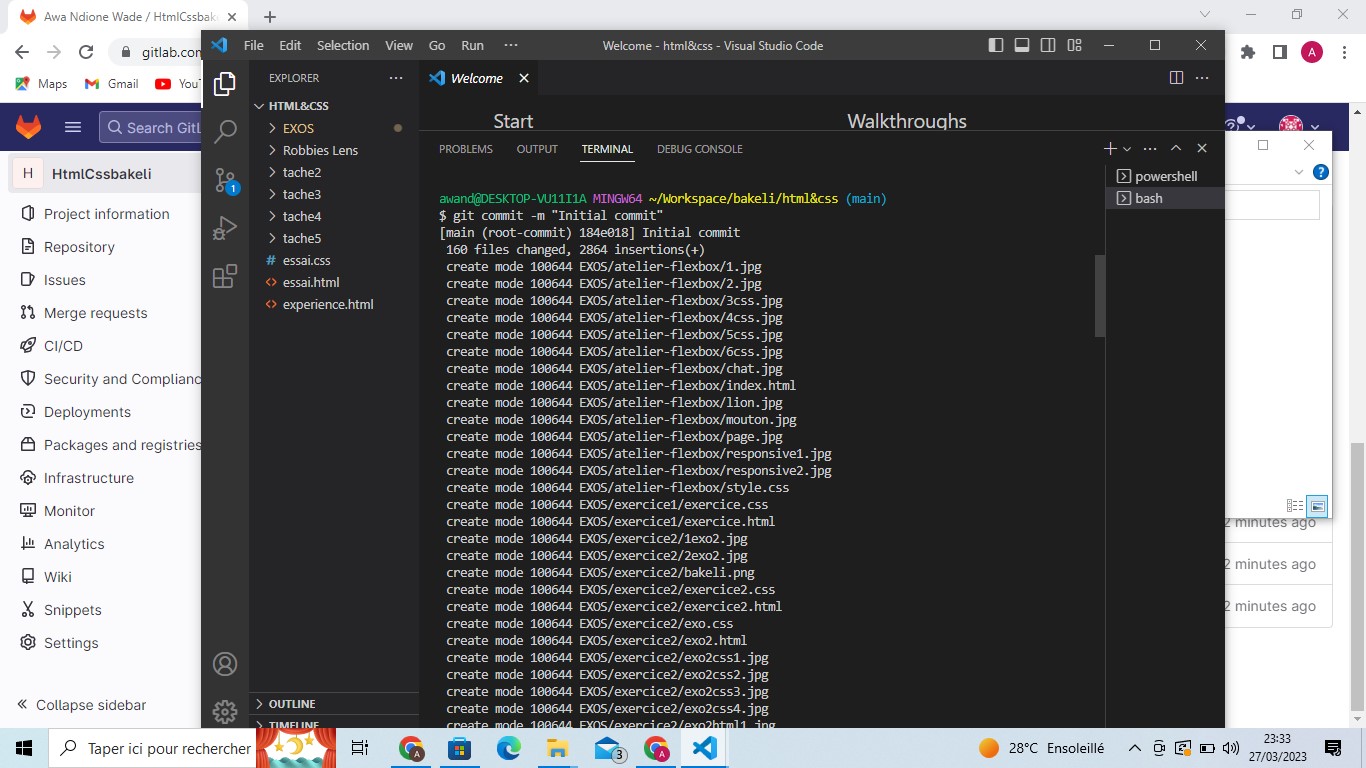 Awa Ndione Wade / HtmlCssbake
gitlab.com
Maps
Gmail
You
A
File Edit Selection View Go Run ···
Welcome - html&css - Visual Studio Code
Search GitL
H HtmlCssbakeli
Project information
Repository
Issues
Merge requests
CI/CD
Security and Complianc
Deployments
Packages and registries
Infrastructure
Monitor
Analytics
Wiki
Snippets
Settings
Collapse sidebar
EXPLORER
HTML&CSS
EXOS
Robbies Lens
tache2
tache3
tache4
tache5
# essai.css
<> essai.html
<> experience.html
OUTLINE
TIMELINE
1
Welcome
Start
Walkthroughs
PROBLEMS OUTPUT TERMINAL DEBUG CONSOLE
powershell
bash
awand@DESKTOP-VU11I1A MINGW64 ~/Workspace/bakeli/html&css (main)
$ git commit -m "Initial commit"
[main (root-commit) 184e018] Initial commit
160 files changed, 2864 insertions(+)
create mode 100644 EXOS/atelier-flexbox/1.jpg
create mode 100644 EXOS/atelier-flexbox/2.jpg
create mode 100644 EXOS/atelier-flexbox/3css.jpg
create mode 100644 EXOS/atelier-flexbox/4css.jpg
create mode 100644 EXOS/atelier-flexbox/5css.jpg
create mode 100644 EXOS/atelier-flexbox/6css.jpg
create mode 100644 EXOS/atelier-flexbox/chat.jpg
create mode 100644 EXOS/atelier-flexbox/index.html
create mode 100644 EXOS/atelier-flexbox/lion.jpg
create mode 100644 EXOS/atelier-flexbox/mouton.jpg
create mode 100644 EXOS/atelier-flexbox/page.jpg
create mode 100644 EXOS/atelier-flexbox/responsive1.jpg
create mode 100644 EXOS/atelier-flexbox/responsive2.jpg
create mode 100644 EXOS/atelier-flexbox/style.css
create mode 100644 EXOS/exercice1/exercice.css
create mode 100644 EXOS/exercice1/exercice.html
create mode 100644 EXOS/exercice2/1exo2.jpg
create mode 100644 EXOS/exercice2/2exo2.jpg
create mode 100644 EXOS/exercice2/bakeli.png
create mode 100644 EXOS/exercice2/exercice2.css
create mode 100644 EXOS/exercice2/exercice2.html
create mode 100644 EXOS/exercice2/exo.css
create mode 100644 EXOS/exercice2/exo2.html
create mode 100644 EXOS/exercice2/exo2css1.jpg
create mode 100644 EXOS/exercice2/exo2css2.jpg
create mode 100644 EXOS/exercice2/exo2css3.jpg
create mode 100644 EXOS/exercice2/exo2css4.jpg
create mode 100644 EXOS/exercice2/exo2html1.jpg
2 minutes ago
2 minutes ago
2 minutes ago
Taper ici pour rechercher
3
28°C Ensoleillé
23:33
27/03/2023